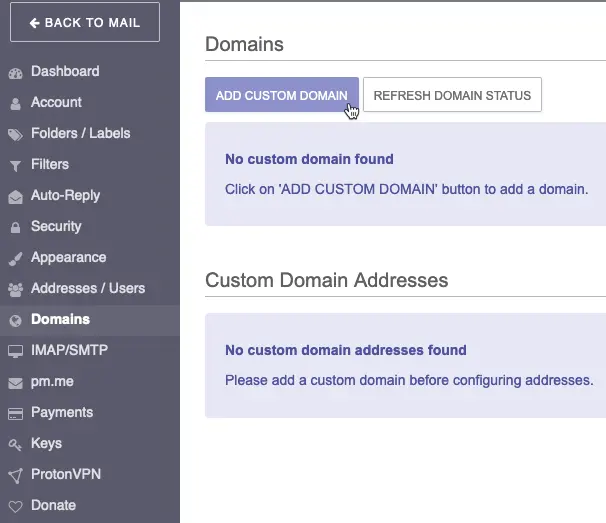 BACK TO MAIL
Dashboard
Account
Folders / Labels
Filters
Auto-Reply
Security
Appearance
Addresses / Users
Domains
IMAP/SMTP
pm.me
Payments
Keys
ProtonVPN
Donate
Domains
ADD CUSTOM DOMAIN
REFRESH DOMAIN STATUS
No custom domain found
Click on 'ADD CUSTOM DOMAIN' button to add a domain.
Custom Domain Addresses
No custom domain addresses found
Please add a custom domain before configuring addresses.